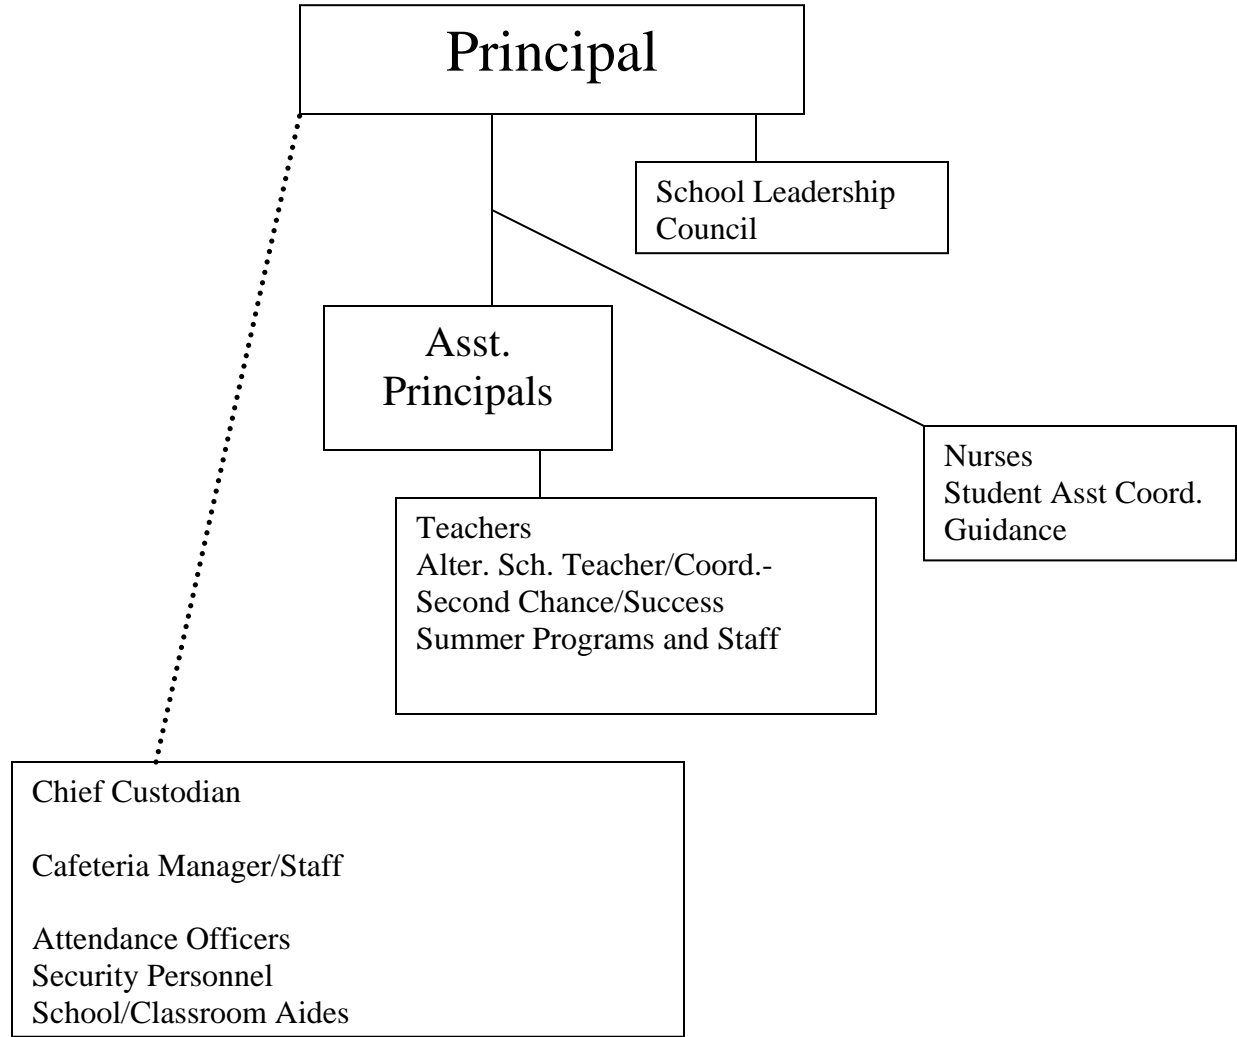 Principal
School Leadership
Council
Asst.
Principals
Nurses
Student Asst Coord.
Guidance
Teachers
Alter. Sch. Teacher/Coord.-
Second Chance/Success
Summer Programs and Staff
Chief Custodian
Cafeteria Manager/Staff
Attendance Officers
Security Personnel
School/Classroom Aides